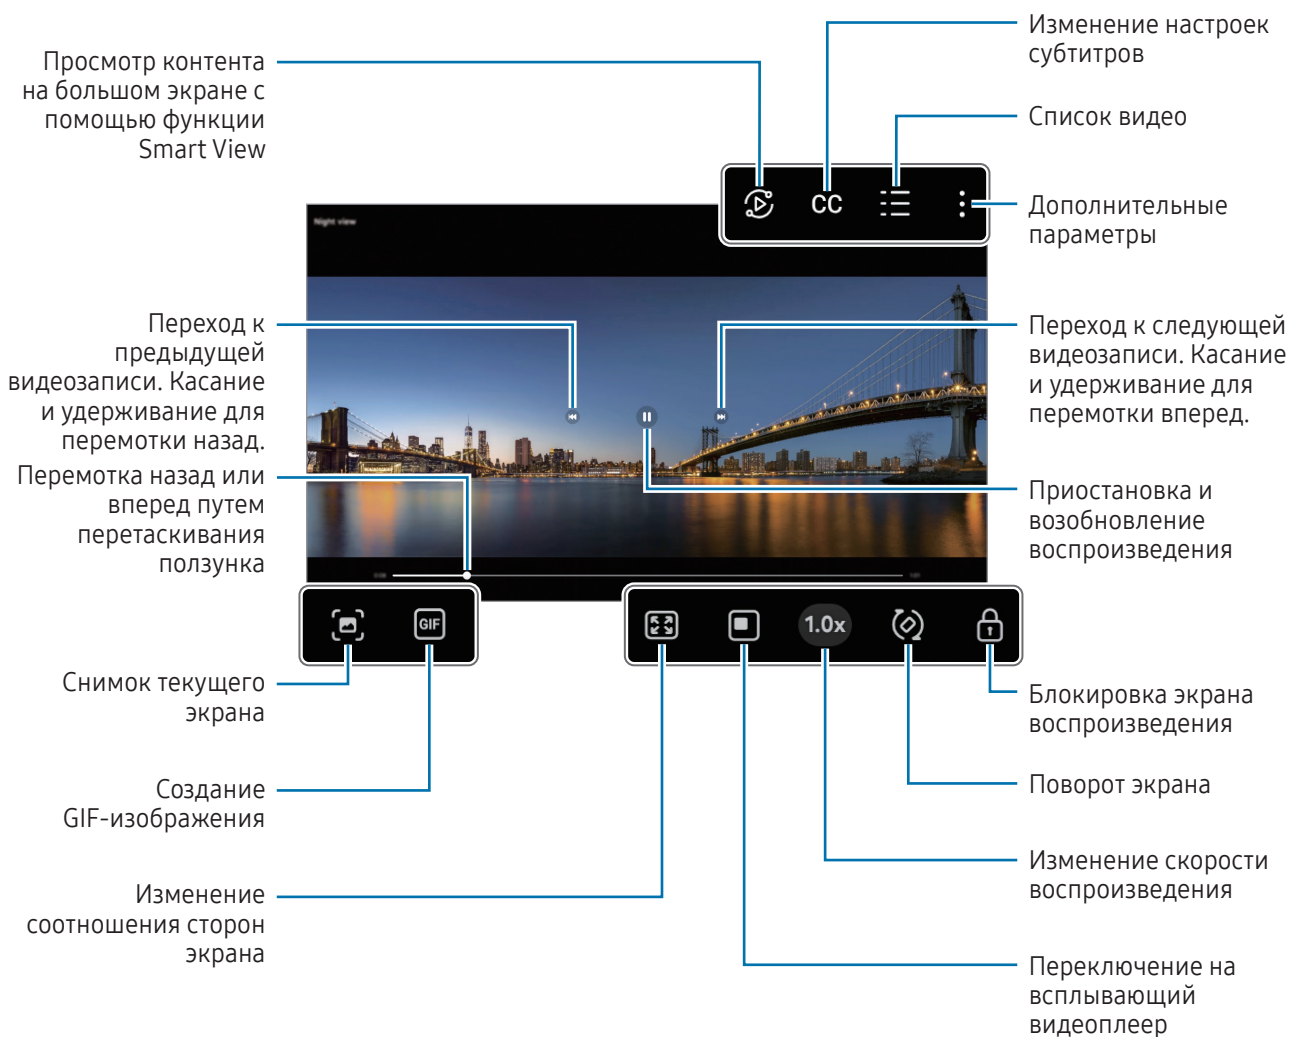 Изменение настроек
субтитров
Просмотр контента
на большом экране с
помощью функции
Smart View
Список видео
CC
Дополнительные
параметры
Night view
Переход к
предыдущей
видеозаписи. Касание
и удерживание для
перемотки назад.
Переход к следующей
видеозаписи. Касание
и удерживание для
перемотки вперед.
Перемотка назад или
вперед путем
перетаскивания
ползунка
Приостановка и
возобновление
воспроизведения
GIF
1.0x
Снимок текущего
экрана
Блокировка экрана
воспроизведения
Создание
GIF-изображения
Поворот экрана
Изменение скорости
воспроизведения
Изменение
соотношения сторон
экрана
Переключение на
всплывающий
видеоплеер